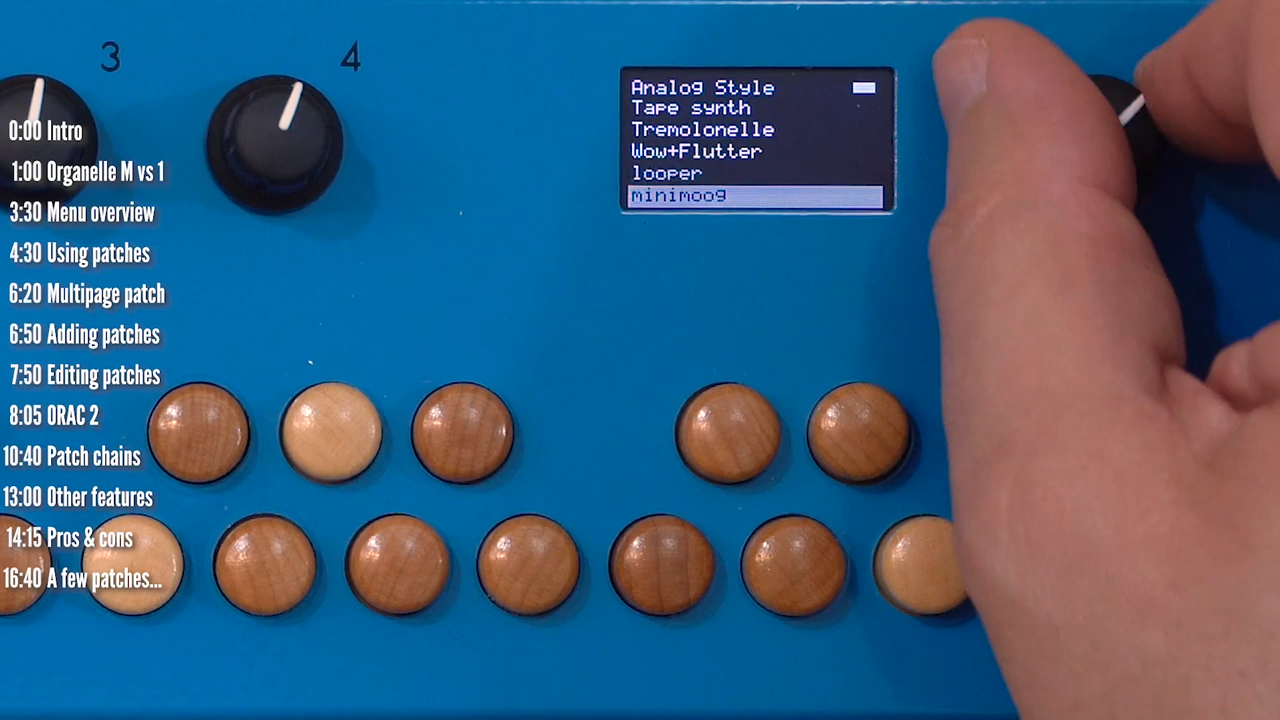 3
4
Analog Style
Tape synth
Tremolonelle
Wow+Flutter
looper
minimoog
0:00 Intro
1:00 Organelle M vs 1
3:30 Menu overview
4:30 Using patches
6:20 Multipage patch
6:50 Adding patches
7:50 Editing patches
8:05 ORAC 2
10:40 Patch chains
13:00 Other features
14:15 Pros & cons
16:40 A few patches...